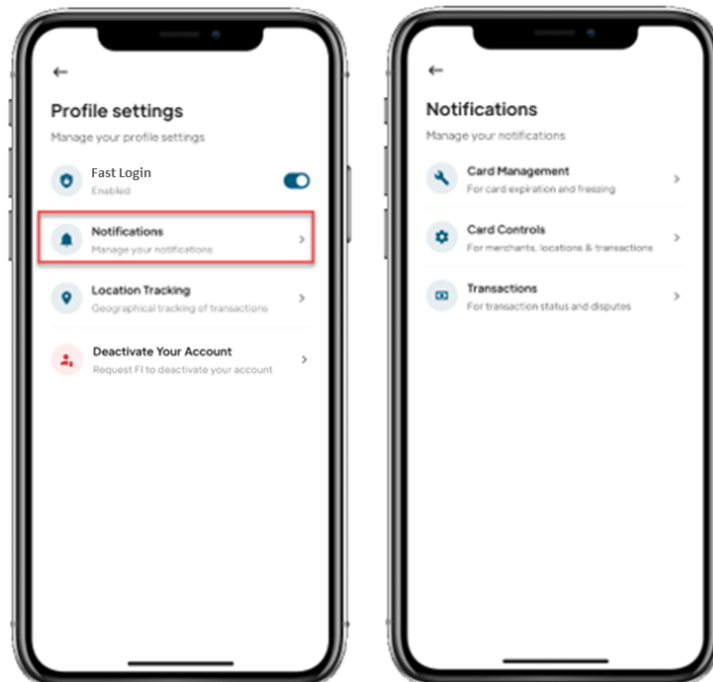 Profile settings
Manage your profile settings
Fast Login
Enabled
Notifications
Manage your notifications
Location Tracking
Geographical tracking of transactions
Deactivate Your Account
Request FI to deactivate your account
Notifications
Manage your notifications
Card Management
For card expiration and freezing
Card Controls
For merchants, locations & transactions
Transactions
For transaction status and disputes